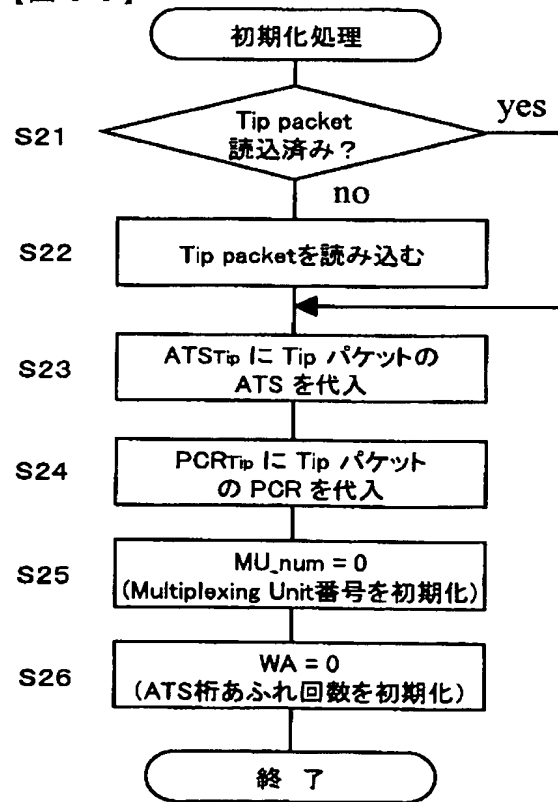 初期化処理
S21
Tip packet
読込済み？
yes
no
S22
Tip packetを読み込む
S23
ATSTip に Tip パケットの
ATS を代入
S24
PCRTip に Tip パケット
の PCR を代入
S25
MU_num = 0
(Multiplexing Unit番号を初期化)
S26
WA = 0
(ATS桁あふれ回数を初期化)
終 了